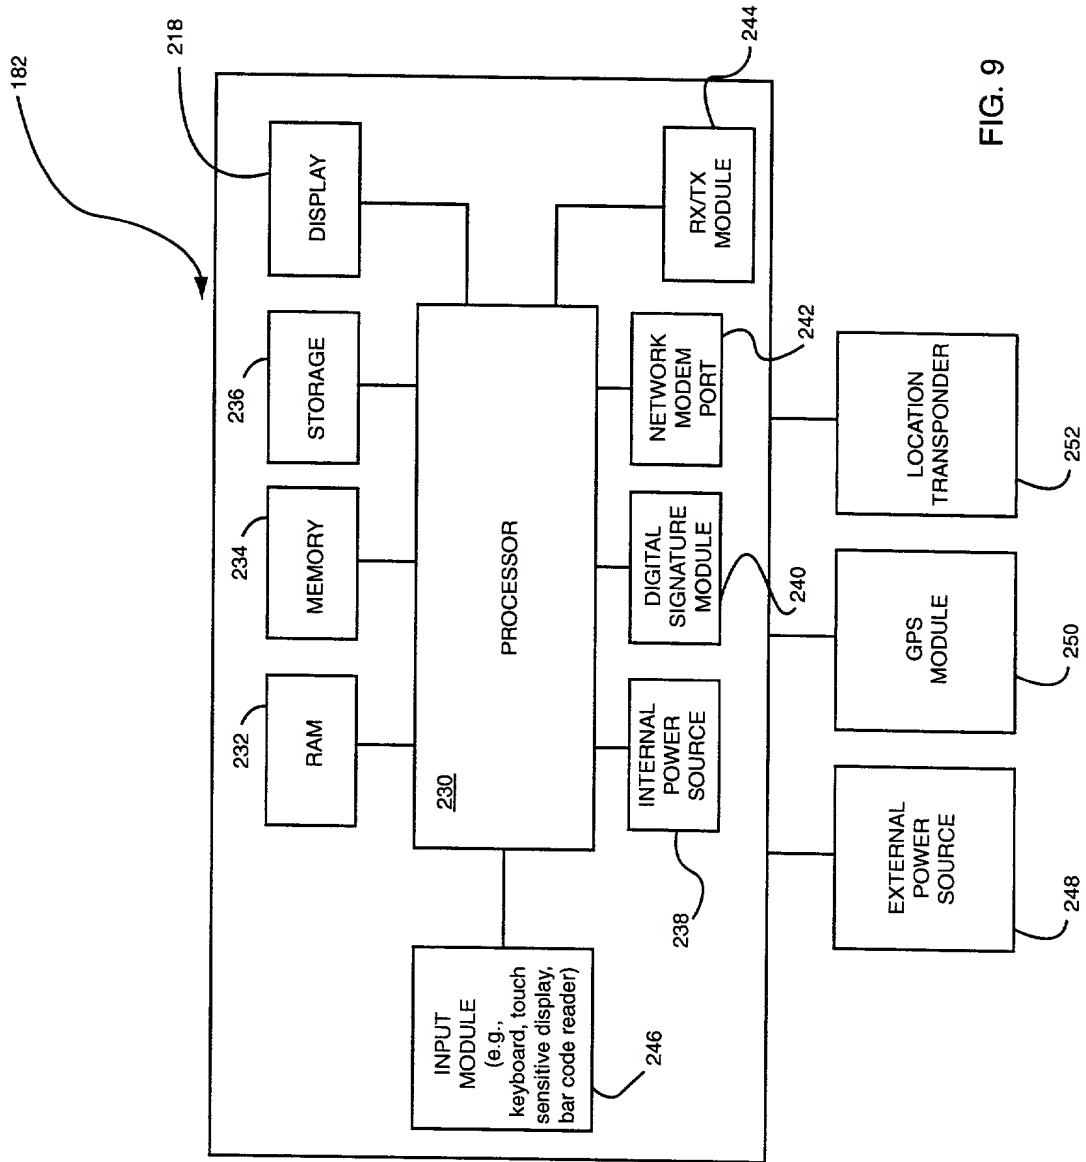 182
218
DISPLAY
236
STORAGE
234
MEMORY
232
RAM
230
PROCESSOR
INPUT
MODULE
(e.g.,
keyboard, touch
sensitive display,
bar code reader)
246
INTERNAL
POWER
SOURCE
238
DIGITAL
SIGNATURE
MODULE
240
NETWORK
MODEM
PORT
242
RX/TX
MODULE
244
EXTERNAL
POWER
SOURCE
248
GPS
MODULE
250
LOCATION
TRANSPONDER
252
FIG. 9